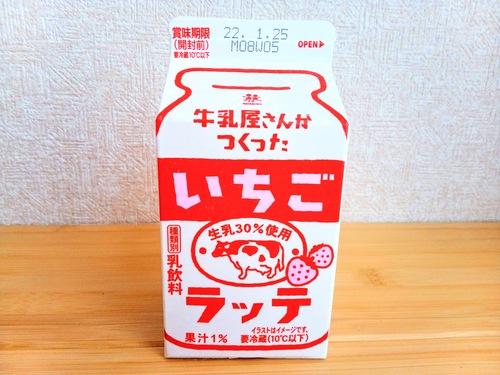 賞味期限
(開封前)
要冷蔵10℃以下
22. 1.25
M08W05
OPEN▶
牛乳屋さんが
つくった
いちご
生乳30%使用
種類別
乳飲料
ラッテ
イラストはイメージです。
果汁1% 要冷蔵(10℃以下)